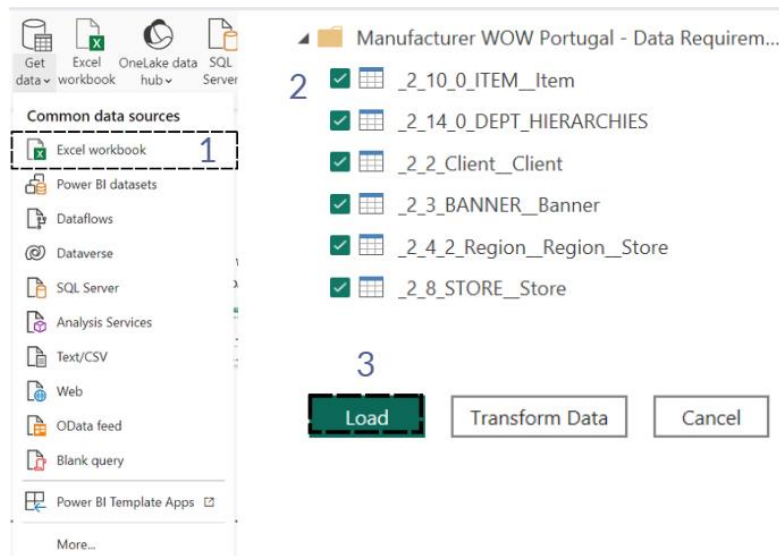 Get data
Excel workbook
OneLake data hub
SQL Server
Common data sources
Excel workbook
1
Power BI datasets
Dataflows
Dataverse
SQL Server
Analysis Services
Text/CSV
Web
OData feed
Blank query
Power BI Template Apps
More...
Manufacturer WOW Portugal - Data Requirem...
2
_2_10_0_ITEM__Item
_2_14_0_DEPT_HIERARCHIES
_2_2_Client__Client
_2_3_BANNER__Banner
_2_4_2_Region__Region__Store
_2_8_STORE__Store
3
Load
Transform Data
Cancel